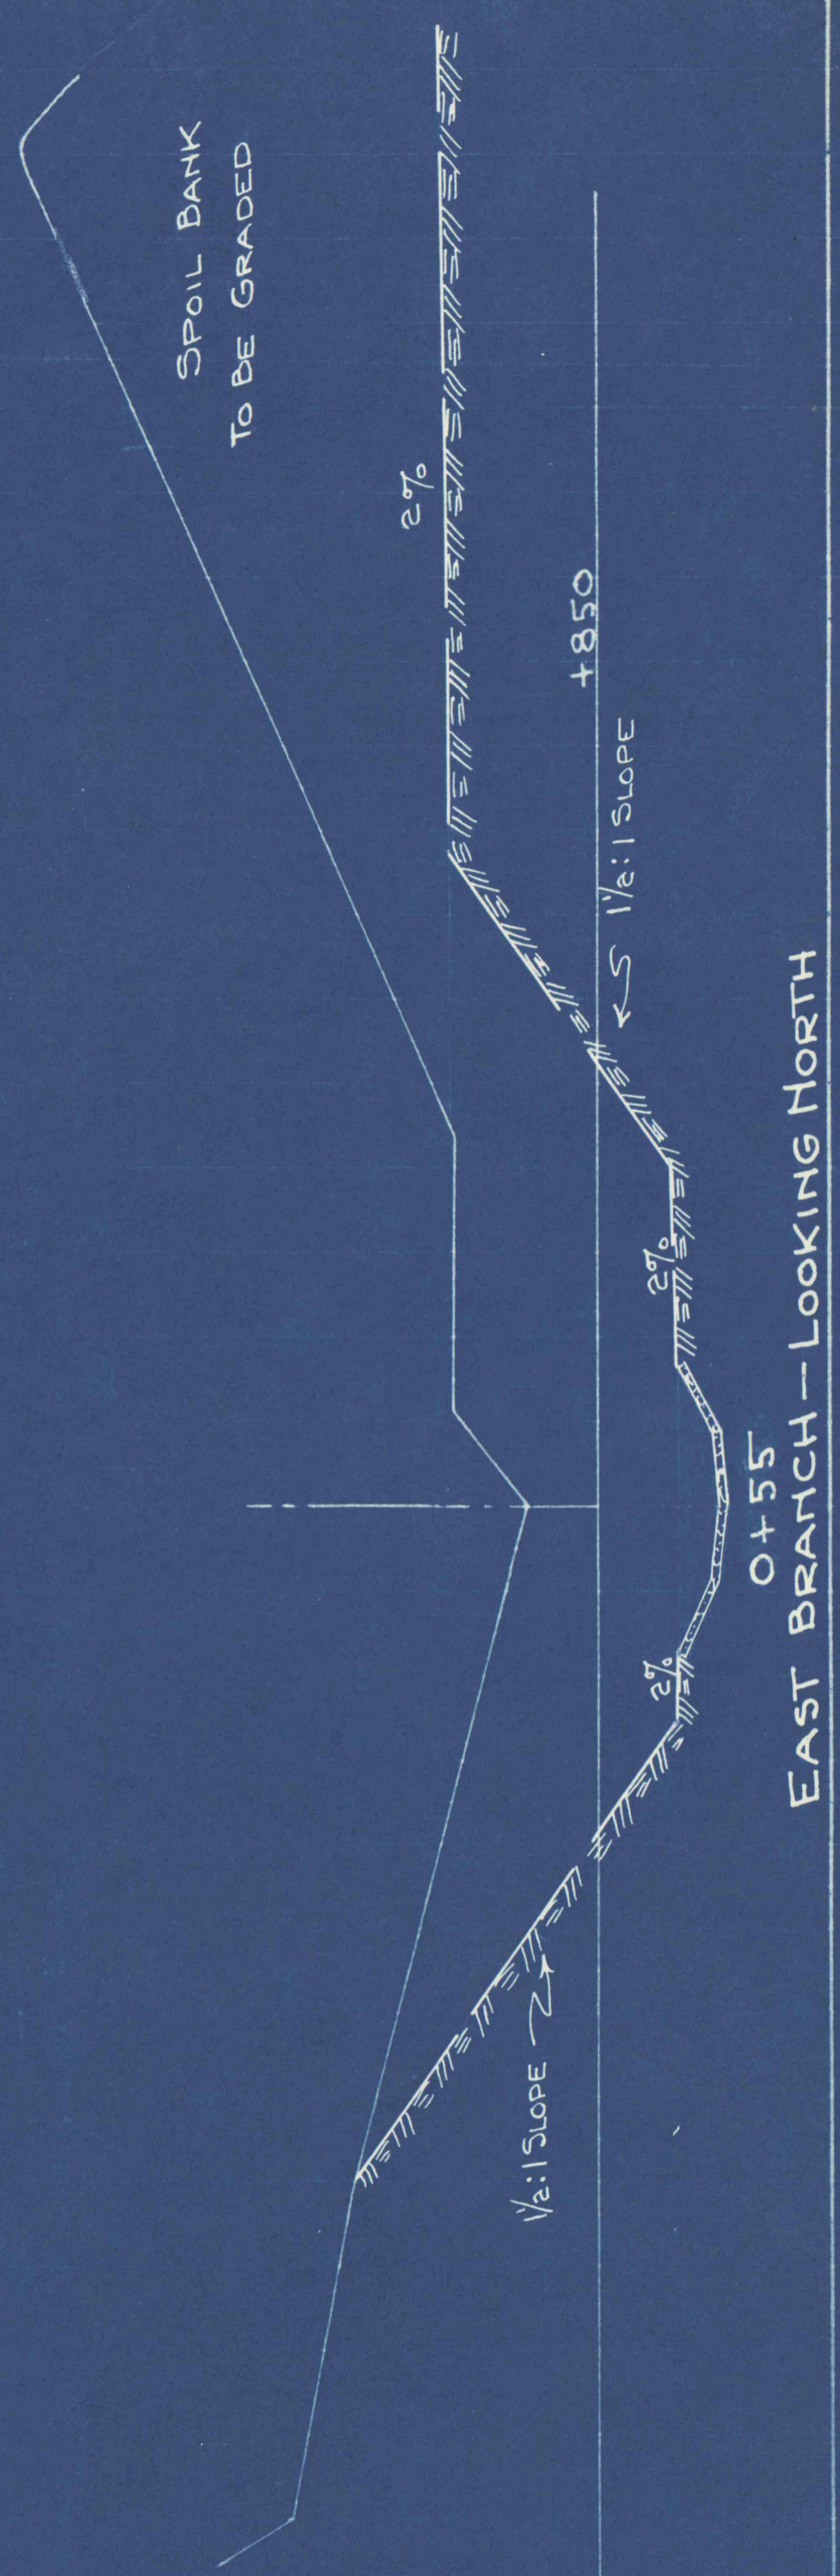 SPOIL BANK
TO BE GRADED
2%
+850
1½:1 SLOPE
2%
2%
1½:1 SLOPE
0+55
EAST BRANCH — LOOKING NORTH